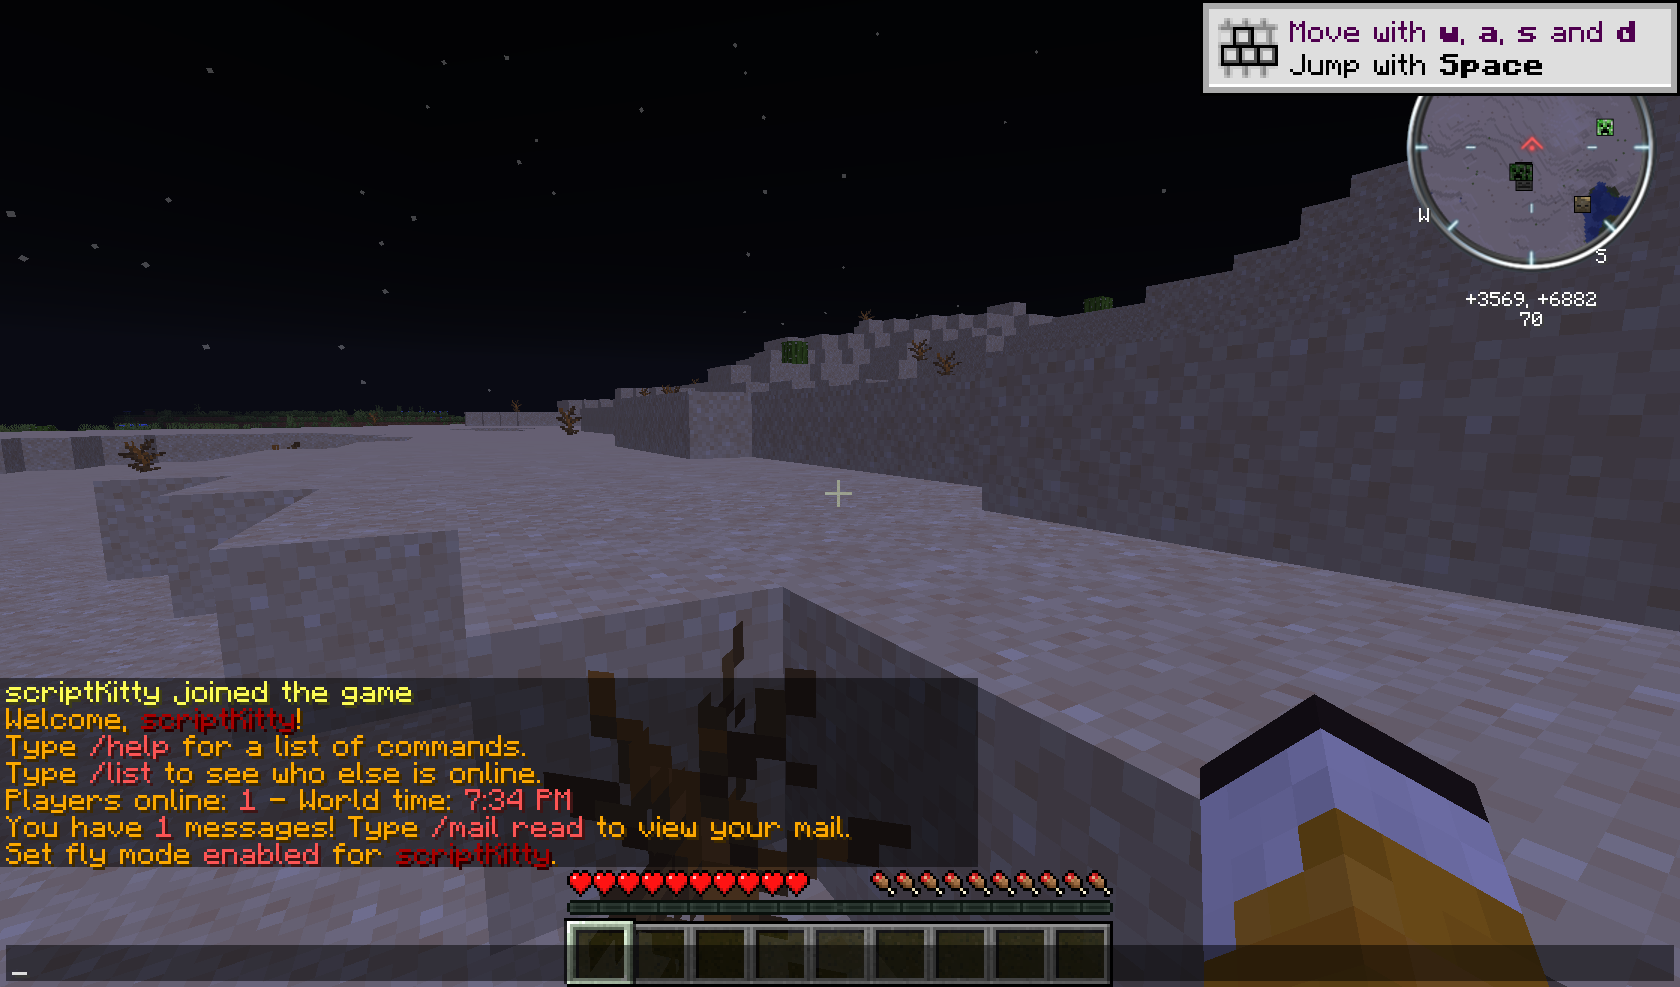 Move with w, a, s and d
Jump with Space
W
S
+3569, +6882
70
scriptKitty joined the game
Welcome, scriptKitty!
Type /help for a list of commands.
Type /list to see who else is online.
Players online: 1 - World time: 7:34 PM
You have 1 messages! Type /mail read to view your mail.
Set fly mode enabled for scriptKitty.
_